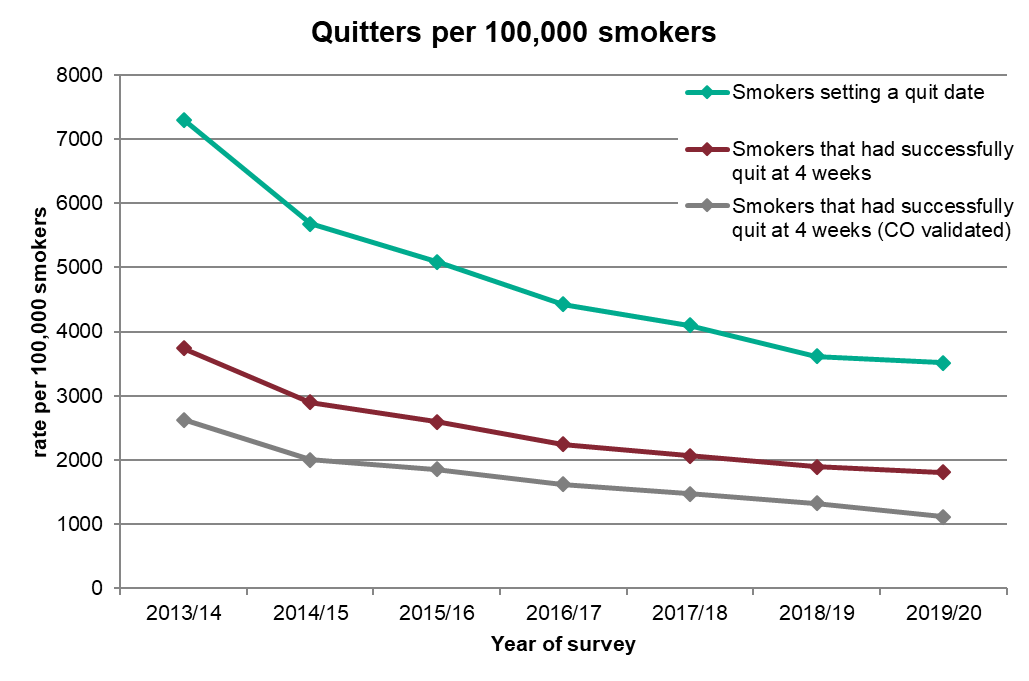 Quitters per 100,000 smokers
8000
7000
6000
5000
4000
3000
2000
1000
0
rate per 100,000 smokers
Smokers setting a quit date
Smokers that had successfully
quit at 4 weeks
Smokers that had successfully
quit at 4 weeks (CO validated)
2013/14 2014/15 2015/16 2016/17 2017/18 2018/19 2019/20
Year of survey